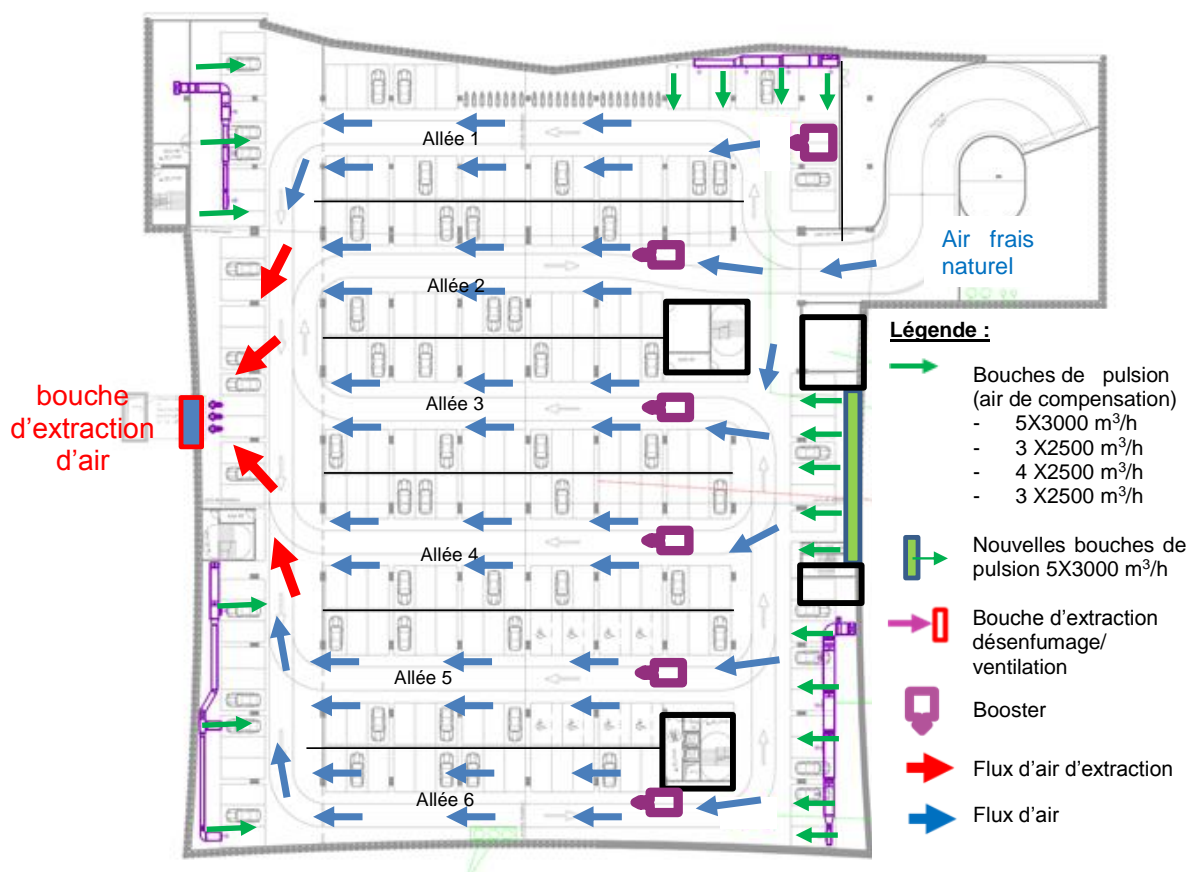 Allée 1
Air frais
naturel
Allée 2
Légende :
Bouches de pulsion
(air de compensation)
- 5X3000 m³/h
- 3 X2500 m³/h
- 4 X2500 m³/h
- 3 X2500 m³/h
bouche
d'extraction
d'air
Allée 3
Nouvelles bouches de
pulsion 5X3000 m³/h
Allée 4
Bouche d'extraction
désenfumage/
ventilation
Allée 5
Booster
Flux d'air d'extraction
Allée 6
Flux d'air